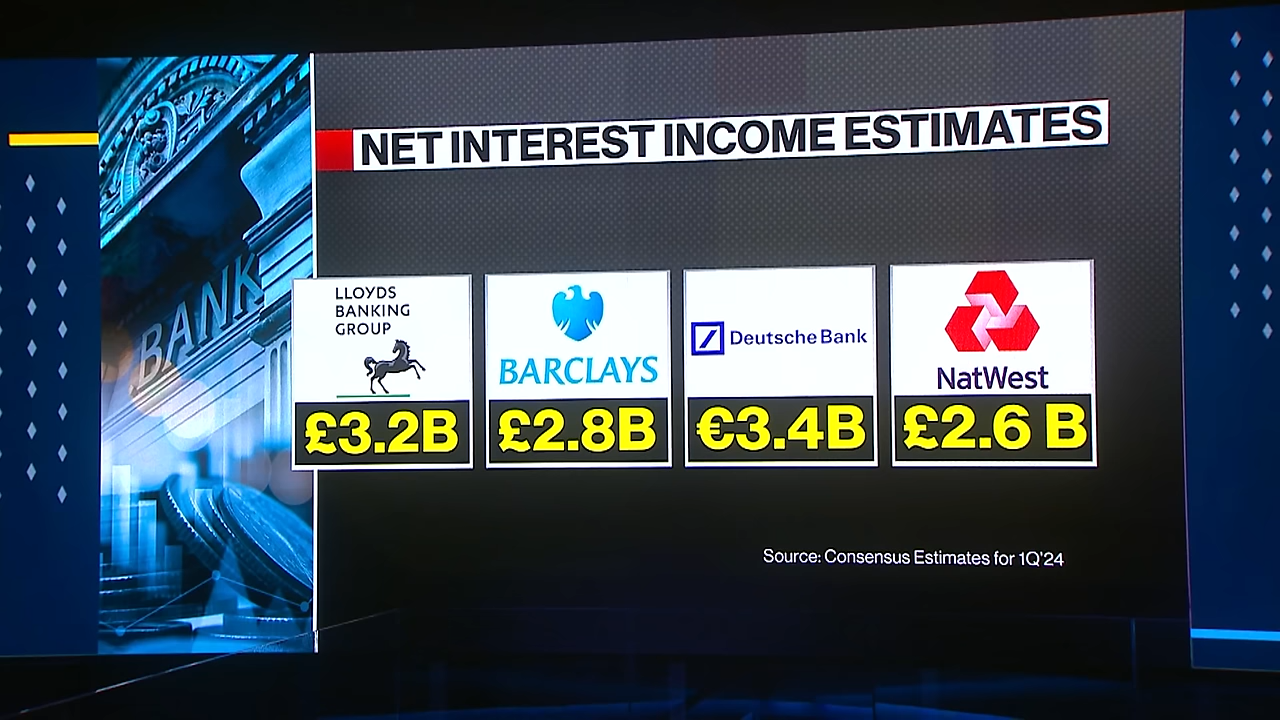 BANK
NET INTEREST INCOME ESTIMATES
LLOYDS
BANKING
GROUP
£3.2B
BARCLAYS
£2.8B
Deutsche Bank
€3.4B
NatWest
£2.6 B
Source: Consensus Estimates for 1Q'24